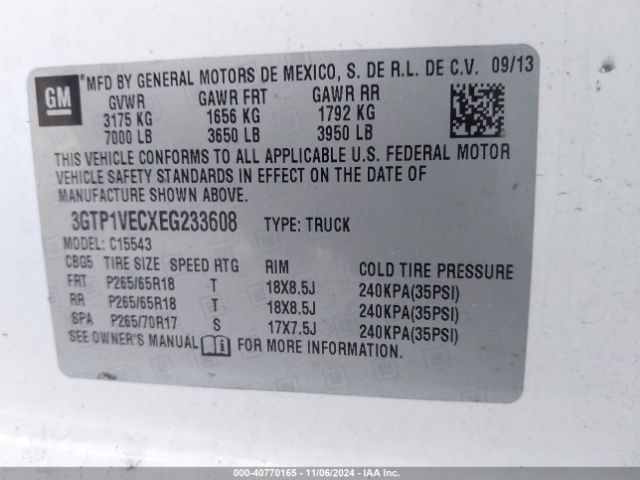 GM
*MFD BY GENERAL MOTORS DE MEXICO, S. DE R.L. DE C.V. 09/13
GVWR GAWR FRT GAWR RR
3175 KG 1656 KG 1792 KG
7000 LB 3650 LB 3950 LB
THIS VEHICLE CONFORMS TO ALL APPLICABLE U.S. FEDERAL MOTOR
VEHICLE SAFETY STANDARDS IN EFFECT ON THE DATE OF
MANUFACTURE SHOWN ABOVE.
3GTP1VECXEG233608 TYPE: TRUCK
MODEL: C15543
CBG5 TIRE SIZE SPEED RTG RIM COLD TIRE PRESSURE
FRT P265/65R18 T 18X8.5J 240KPA(35PSI)
RR P265/65R18 T 18X8.5J 240KPA(35PSI)
SPA P265/70R17 S 17X7.5J 240KPA(35PSI)
SEE OWNER'S MANUAL FOR MORE INFORMATION.
000-40770165 - 11/06/2024 - IAAI.com